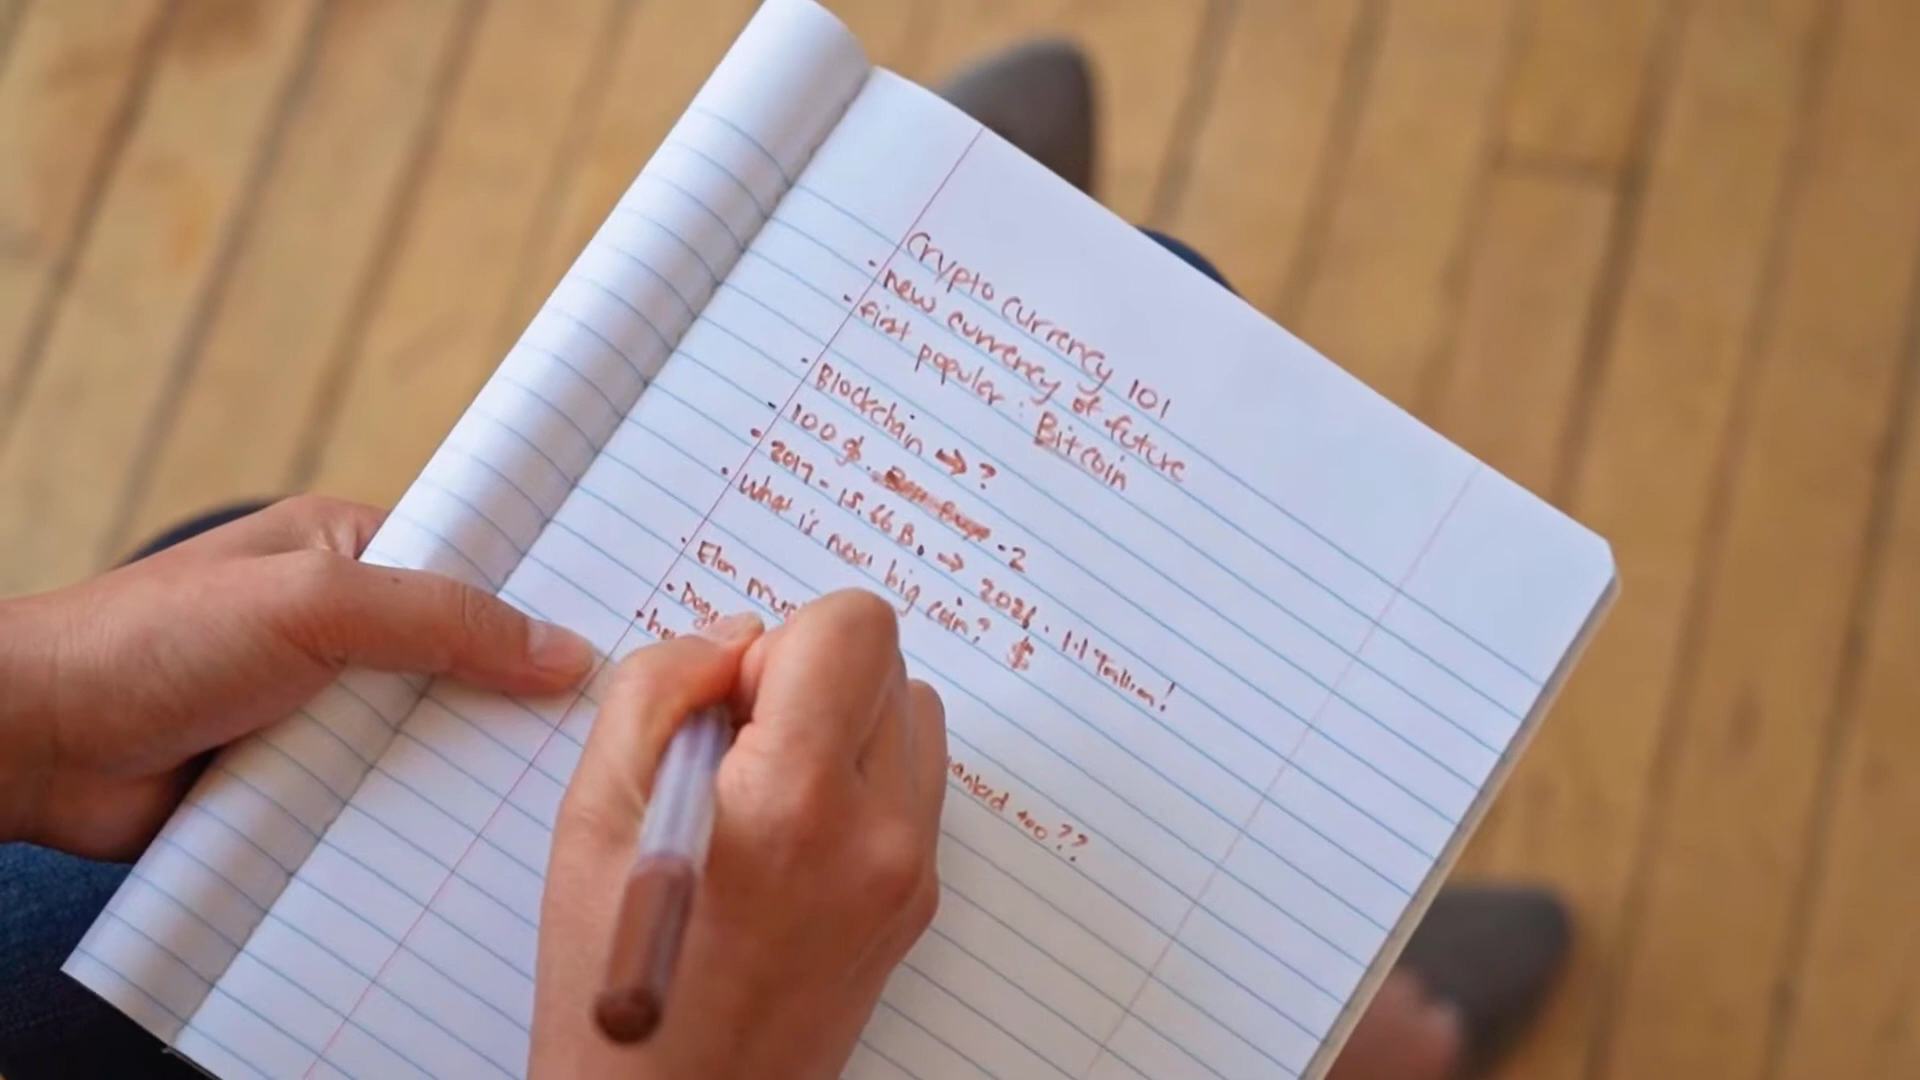 Crypto Currency 101
- new currency of future
- first popular : Bitcoin
- Blockchain → ?
- 100 $. -2
- 2017 - 15.66 B. → 2021. 1.1 Trillion!
- What is next big coin? $
- Elon
- Doge
too??